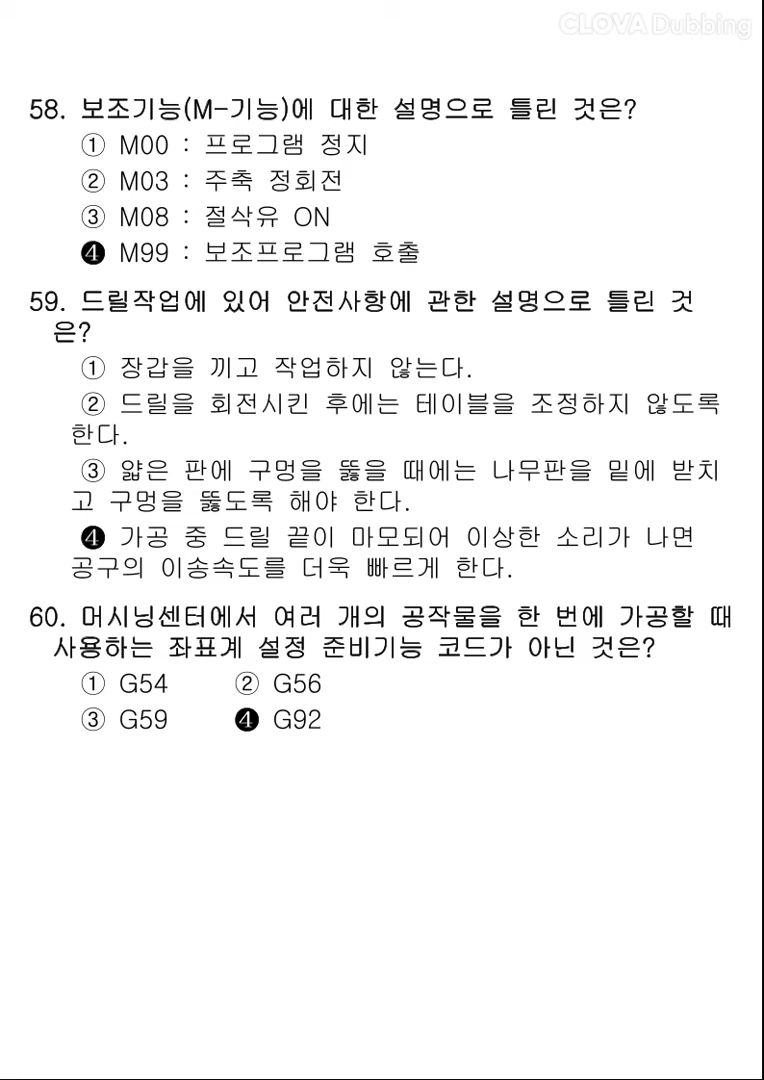 CLOVA Dubbing
58. 보조기능(M-기능)에 대한 설명으로 틀린 것은?
① M00 : 프로그램 정지
② M03 : 주축 정회전
③ M08 : 절삭유 ON
❹ M99 : 보조프로그램 호출
59. 드릴작업에 있어 안전사항에 관한 설명으로 틀린 것
은?
① 장갑을 끼고 작업하지 않는다.
② 드릴을 회전시킨 후에는 테이블을 조정하지 않도록
한다.
③ 얇은 판에 구멍을 뚫을 때에는 나무판을 밑에 받치
고 구멍을 뚫도록 해야 한다.
❹ 가공 중 드릴 끝이 마모되어 이상한 소리가 나면
공구의 이송속도를 더욱 빠르게 한다.
60. 머시닝센터에서 여러 개의 공작물을 한 번에 가공할 때
사용하는 좌표계 설정 준비기능 코드가 아닌 것은?
① G54 ② G56
③ G59 ❹ G92